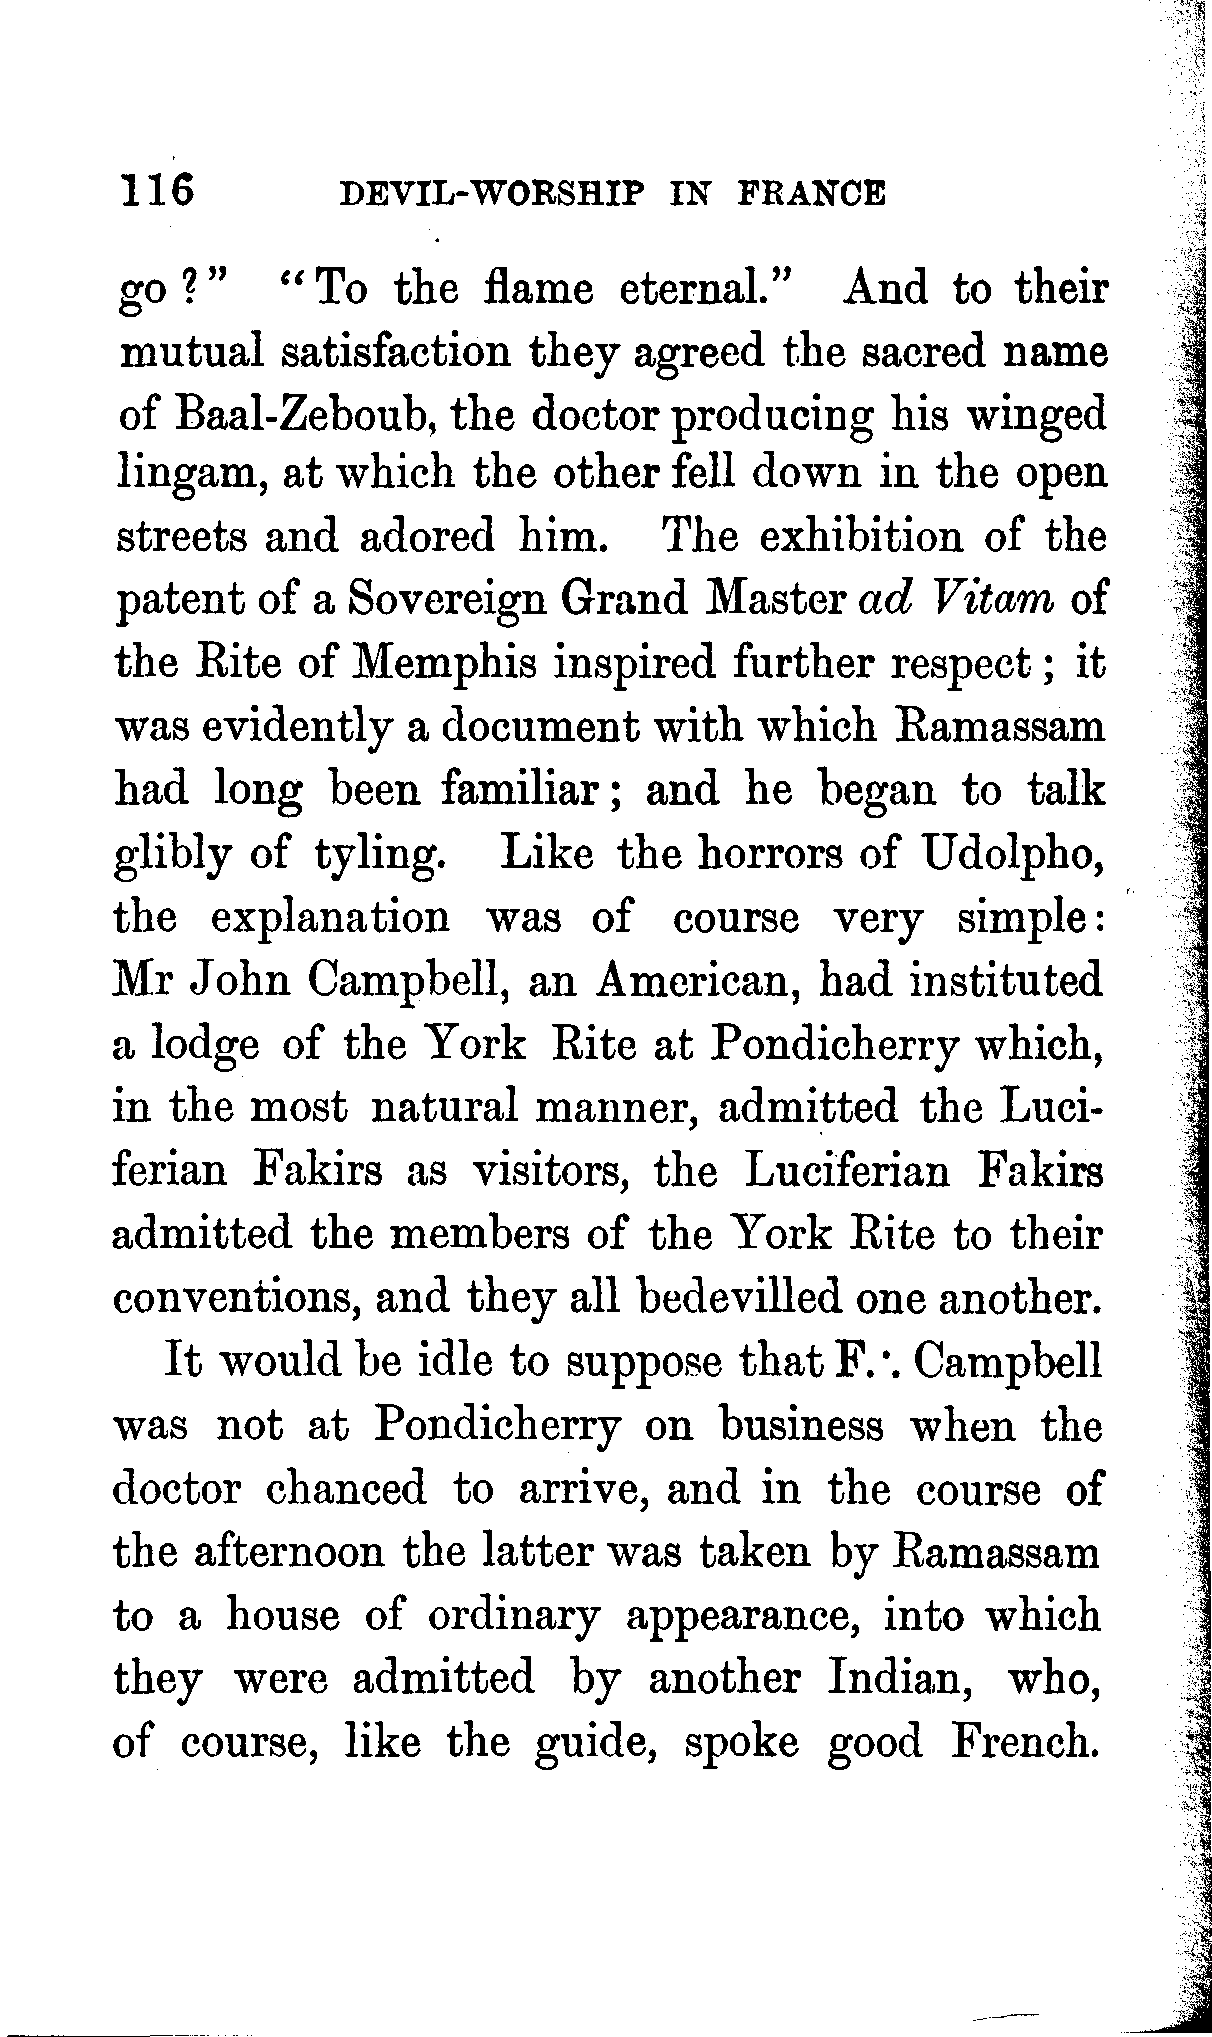 116 DEVIL-WORSHIP IN FRANCE
go ? ” “ To the flame eternal.” And to their
mutual satisfaction they agreed the sacred name
of Baal-Zeboub, the doctor producing his winged
lingam, at which the other fell down in the open
streets and adored him. The exhibition of the
patent of a Sovereign Grand Master ad Vitam of
the Rite of Memphis inspired further respect ; it
was evidently a document with which Ramassam
had long been familiar ; and he began to talk
glibly of tyling. Like the horrors of Udolpho,
the explanation was of course very simple :
Mr John Campbell, an American, had instituted
a lodge of the York Rite at Pondicherry which,
in the most natural manner, admitted the Luci-
ferian Fakirs as visitors, the Luciferian Fakirs
admitted the members of the York Rite to their
conventions, and they all bedevilled one another.
It would be idle to suppose that F.·. Campbell
was not at Pondicherry on business when the
doctor chanced to arrive, and in the course of
the afternoon the latter was taken by Ramassam
to a house of ordinary appearance, into which
they were admitted by another Indian, who,
of course, like the guide, spoke good French.